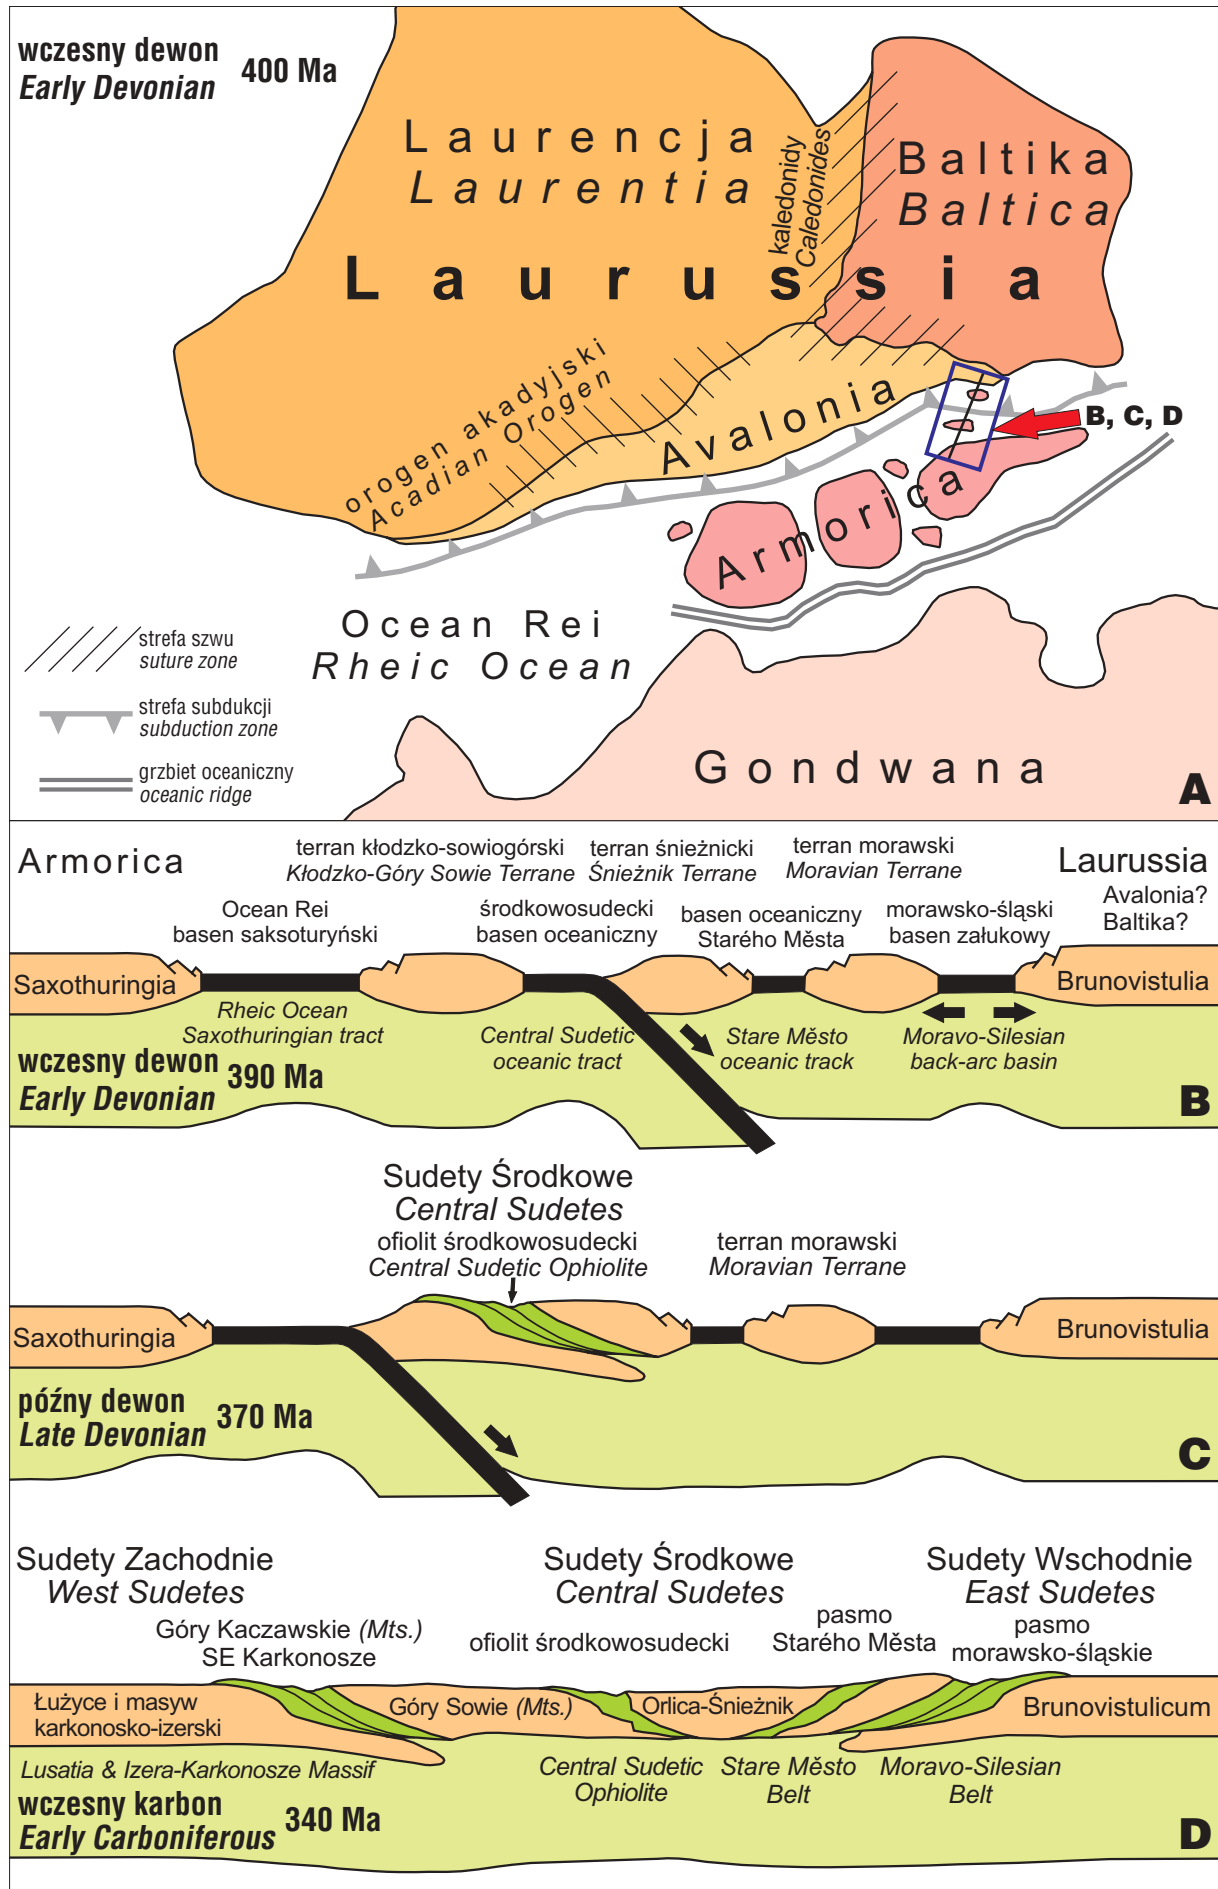 wczesny dewon
Early Devonian
400 Ma
Laurencja
Laurentia
kaledonidy
Caledonides
Baltika
Baltica
Laurussia
orogen akadyjski
Acadian Orogen
Avalonia
B, C, D
Armorica
Ocean Rei
Rheic Ocean
strefa szwu
suture zone
strefa subdukcji
subduction zone
grzbiet oceaniczny
oceanic ridge
Gondwana
A
Armorica
terran kłodzko-sowiogórski
Kłodzko-Góry Sowie Terrane
terran śnieżnicki
Śnieżnik Terrane
terran morawski
Moravian Terrane
Laurussia
Avalonia?
Baltika?
Ocean Rei
basen saksoturyński
środkowosudecki
basen oceaniczny
basen oceaniczny
Starého Města
morawsko-śląski
basen załukowy
Saxothuringia
Brunovistulia
Rheic Ocean
Saxothuringian tract
Central Sudetic
oceanic tract
Stare Město
oceanic track
Moravo-Silesian
back-arc basin
wczesny dewon
Early Devonian
390 Ma
B
Sudety Środkowe
Central Sudetes
ofiolit środkowosudecki
Central Sudetic Ophiolite
terran morawski
Moravian Terrane
Saxothuringia
Brunovistulia
późny dewon
Late Devonian
370 Ma
C
Sudety Zachodnie
West Sudetes
Sudety Środkowe
Central Sudetes
Sudety Wschodnie
East Sudetes
Góry Kaczawskie (Mts.)
SE Karkonosze
ofiolit środkowosudecki
pasmo
Starého Města
pasmo
morawsko-śląskie
Łużyce i masyw
karkonosko-izerski
Góry Sowie (Mts.)
Orlica-Śnieżnik
Brunovistulicum
Lusatia & Izera-Karkonosze Massif
Central Sudetic
Ophiolite
Stare Město
Belt
Moravo-Silesian
Belt
wczesny karbon
Early Carboniferous
340 Ma
D